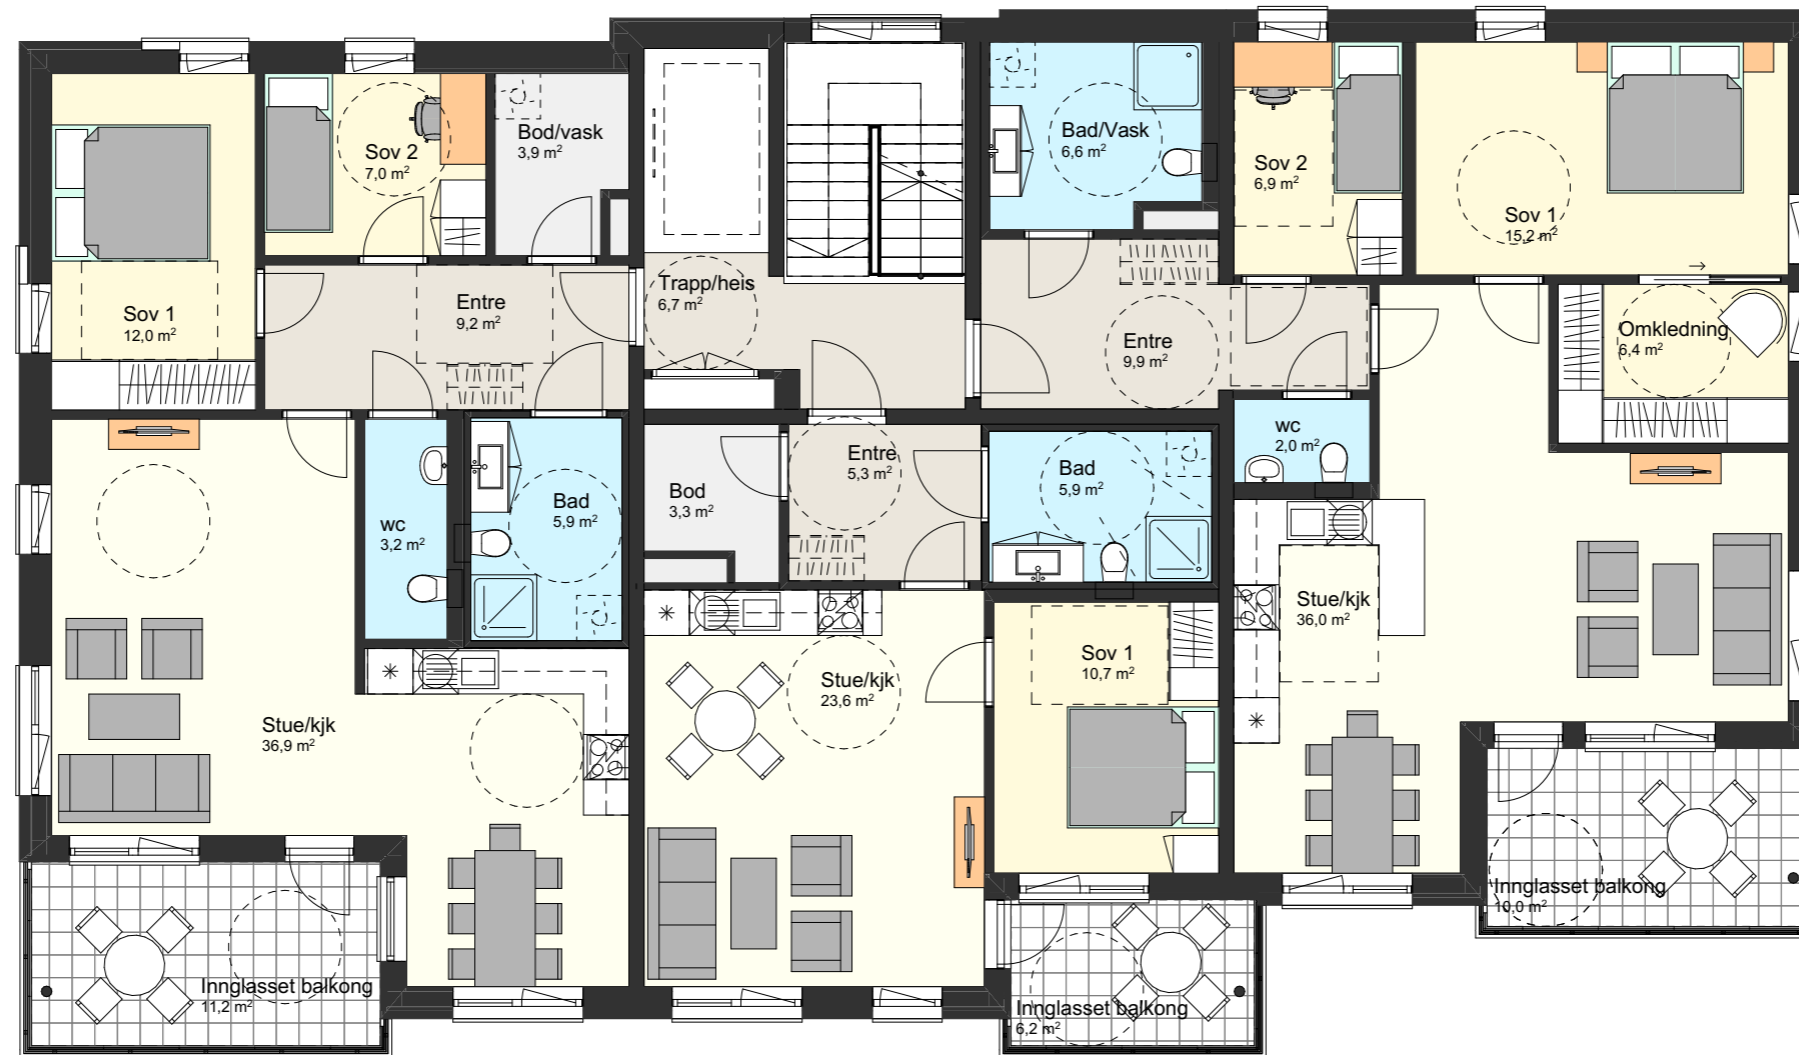 Bod/vask
3,9 m²
Sov 2
7,0 m²
Bad/Vask
6,6 m²
Sov 2
6,9 m²
Sov 1
15,2 m²
Sov 1
12,0 m²
Entre
9,2 m²
Trapp/heis
6,7 m²
Entre
9,9 m²
Omkledning
6,4 m²
wc
2,0 m²
Entre
5,3 m²
Bad
5,9 m²
Bod
3,3 m²
Bad
5,9 m²
wc
3,2 m²
Stue/kjk
36,0 m²
Sov 1
10,7 m²
Stue/kjk
23,6 m²
Stue/kjk
36,9 m²
Innglasset balkong
10,0 m²
Innglasset balkong
11,2 m²
Innglasset balkong
6,2 m²